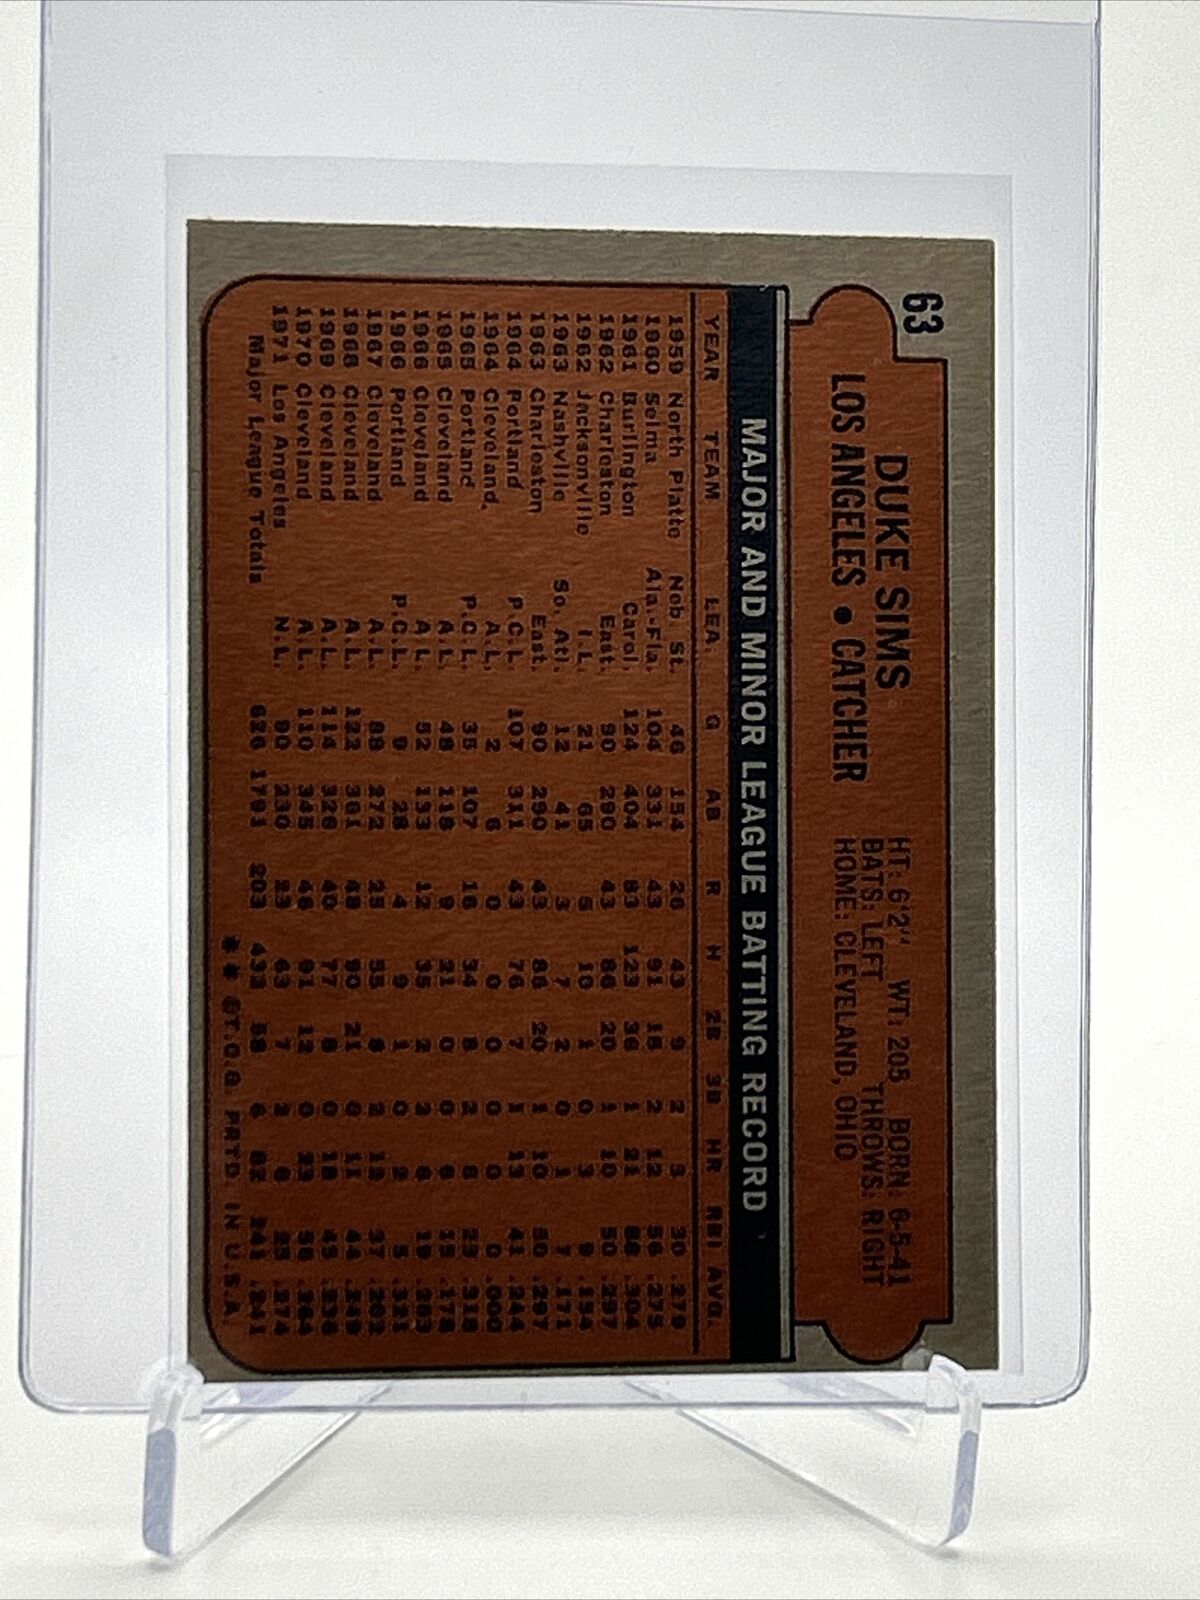 63
DUKE SIMS
LOS ANGELES • CATCHER
HT: 6'2" WT: 205 BORN: 6-5-41
BATS: LEFT THROWS: RIGHT
HOME: CLEVELAND, OHIO
MAJOR AND MINOR LEAGUE BATTING RECORD
YEAR TEAM LEA. G AB R H 2B 3B HR RBI AVG.
1959 North Platte Neb. St. 46 154 26 43 9 2 3 30 .279
1960 Selma Ala.-Fla. 104 331 43 91 18 2 12 56 .275
1961 Burlington Carol. 124 404 83 123 36 1 21 88 .304
1962 Charleston East. 90 290 43 86 20 1 10 50 .297
1962 Jacksonville I.L. 21 65 5 10 1 0 3 9 .154
1963 Nashville So. Atl. 12 41 3 7 2 0 1 7 .171
1963 Charleston East. 90 290 43 86 20 1 10 50 .297
1964 Portland P.C.L. 107 311 43 76 7 1 13 41 .244
1964 Cleveland A.L. 2 6 0 0 0 0 0 0 .000
1965 Portland P.C.L. 35 107 16 34 8 2 8 29 .318
1965 Cleveland A.L. 48 118 9 21 0 0 6 15 .178
1966 Cleveland A.L. 52 133 12 35 2 2 6 19 .263
1966 Portland P.C.L. 9 28 4 9 1 0 2 5 .321
1967 Cleveland A.L. 88 272 25 55 8 2 12 37 .202
1968 Cleveland A.L. 122 361 48 90 21 0 11 44 .249
1969 Cleveland A.L. 114 326 40 77 8 0 18 45 .236
1970 Cleveland A.L. 110 345 46 91 12 0 23 56 .264
1971 Los Angeles N.L. 90 230 23 63 7 2 6 25 .274
Major League Totals 626 1791 203 432 58 6 82 241 .241
** ©T.C.G. PRTD. IN U.S.A.